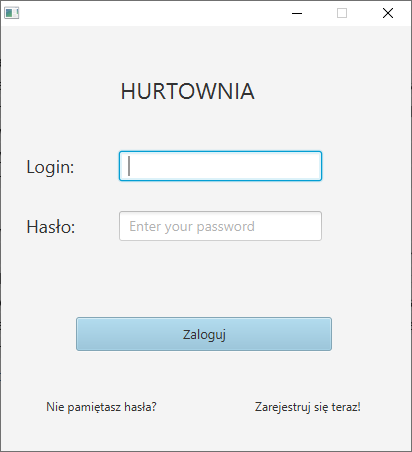 HURTOWNIA
Login:
Hasło:
Enter your password
Zaloguj
Nie pamiętasz hasła?
Zarejestruj się teraz!